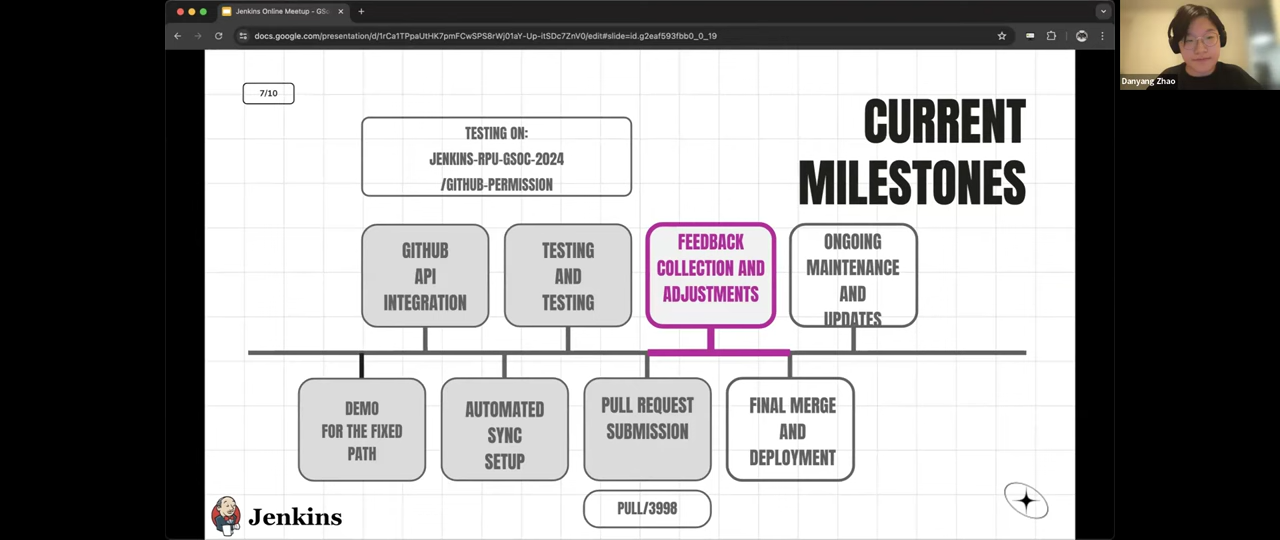 Jenkins Online Meetup - GSo
docs.google.com/presentation/d/1rCa1TPpaUtHK7pmFCwSPS8rWj01aY-Up-itSDc7ZnV0/edit#slide=id.g2eaf593fbb0_0_19
Danyang Zhao
7/10
CURRENT
MILESTONES
TESTING ON:
JENKINS-RPU-GSOC-2024
/GITHUB-PERMISSION
GITHUB
API
INTEGRATION
TESTING
AND
TESTING
FEEDBACK
COLLECTION AND
ADJUSTMENTS
ONGOING
MAINTENANCE
AND
UPDATES
DEMO
FOR THE FIXED
PATH
AUTOMATED
SYNC
SETUP
PULL REQUEST
SUBMISSION
FINAL MERGE
AND
DEPLOYMENT
PULL/3998
Jenkins